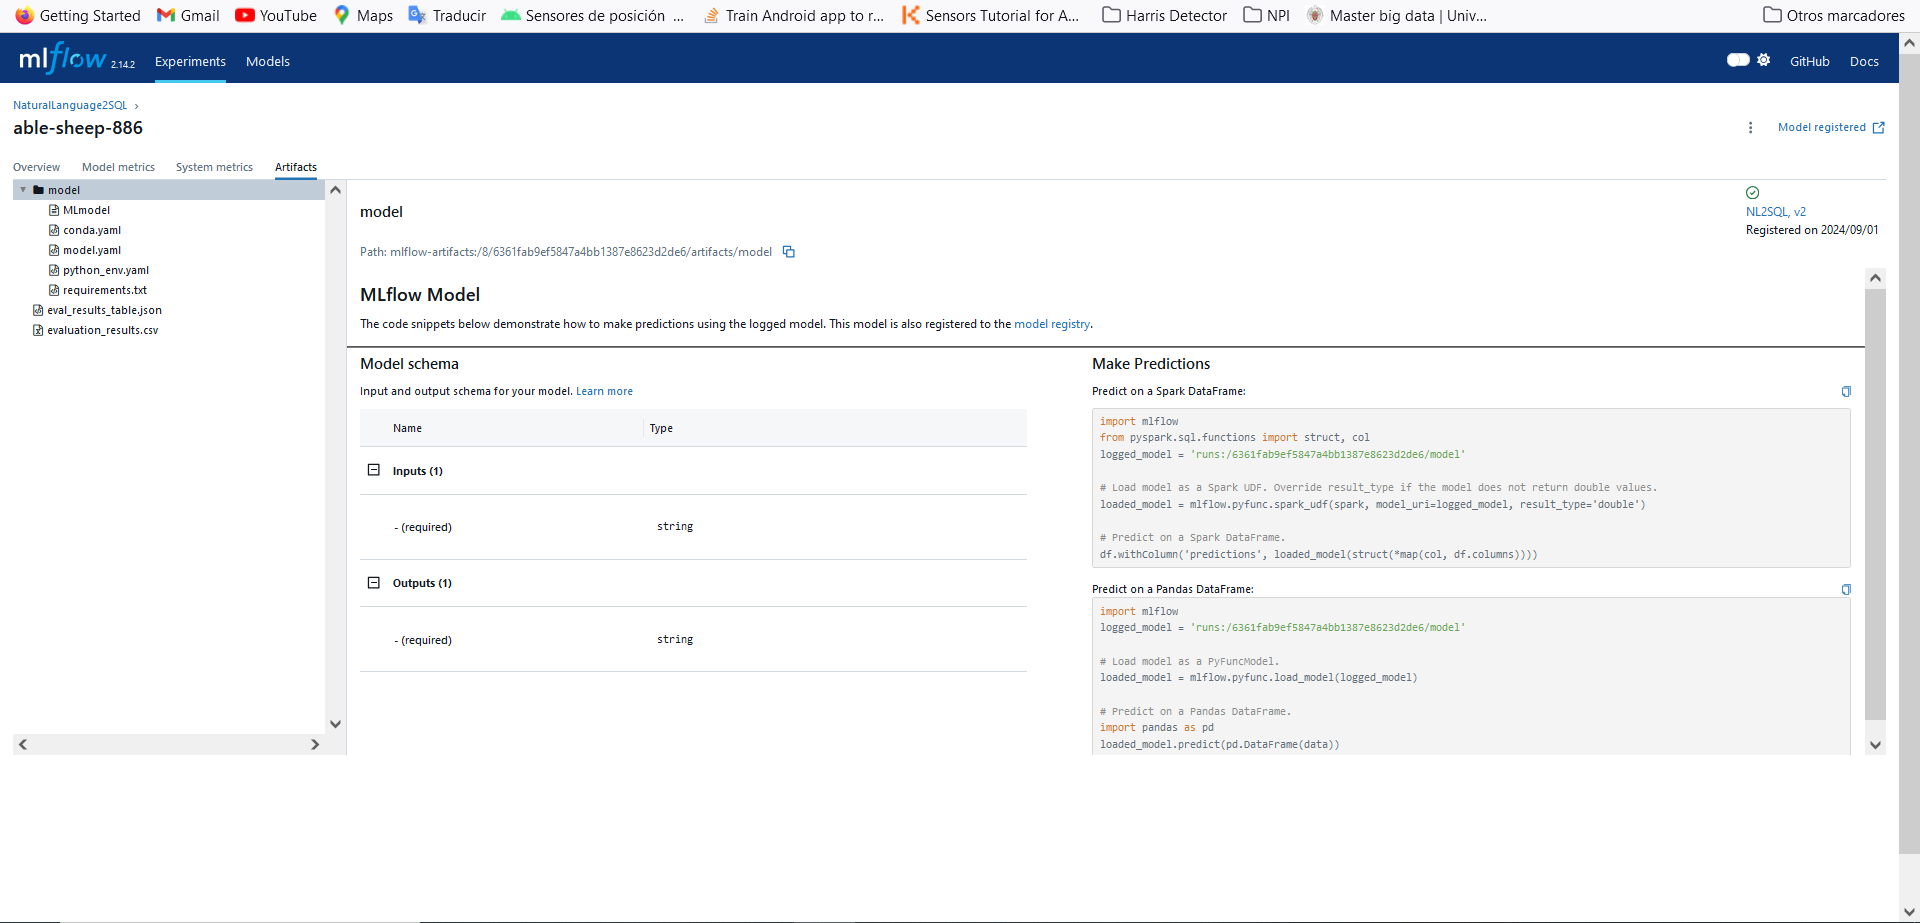 Getting Started Gmail YouTube Maps Traducir Sensores de posición ... Train Android app to r... Sensors Tutorial for A... Harris Detector NPI Master big data | Univ... Otros marcadores
mlflow 2.14.2 Experiments Models GitHub Docs
NaturalLanguage2SQL ›
able-sheep-886
Model registered
Overview Model metrics System metrics Artifacts
model
MLmodel
conda.yaml
model.yaml
python_env.yaml
requirements.txt
eval_results_table.json
evaluation_results.csv
model
NL2SQL, v2
Registered on 2024/09/01
Path: mlflow-artifacts:/8/6361fab9ef5847a4bb1387e8623d2de6/artifacts/model
MLflow Model
The code snippets below demonstrate how to make predictions using the logged model. This model is also registered to the model registry.
Model schema
Input and output schema for your model. Learn more
Name Type
Inputs (1)
- (required) string
Outputs (1)
- (required) string
Make Predictions
Predict on a Spark DataFrame:
import mlflow
from pyspark.sql.functions import struct, col
logged_model = 'runs:/6361fab9ef5847a4bb1387e8623d2de6/model'
# Load model as a Spark UDF. Override result_type if the model does not return double values.
loaded_model = mlflow.pyfunc.spark_udf(spark, model_uri=logged_model, result_type='double')
# Predict on a Spark DataFrame.
df.withColumn('predictions', loaded_model(struct(*map(col, df.columns))))
Predict on a Pandas DataFrame:
import mlflow
logged_model = 'runs:/6361fab9ef5847a4bb1387e8623d2de6/model'
# Load model as a PyFuncModel.
loaded_model = mlflow.pyfunc.load_model(logged_model)
# Predict on a Pandas DataFrame.
import pandas as pd
loaded_model.predict(pd.DataFrame(data))